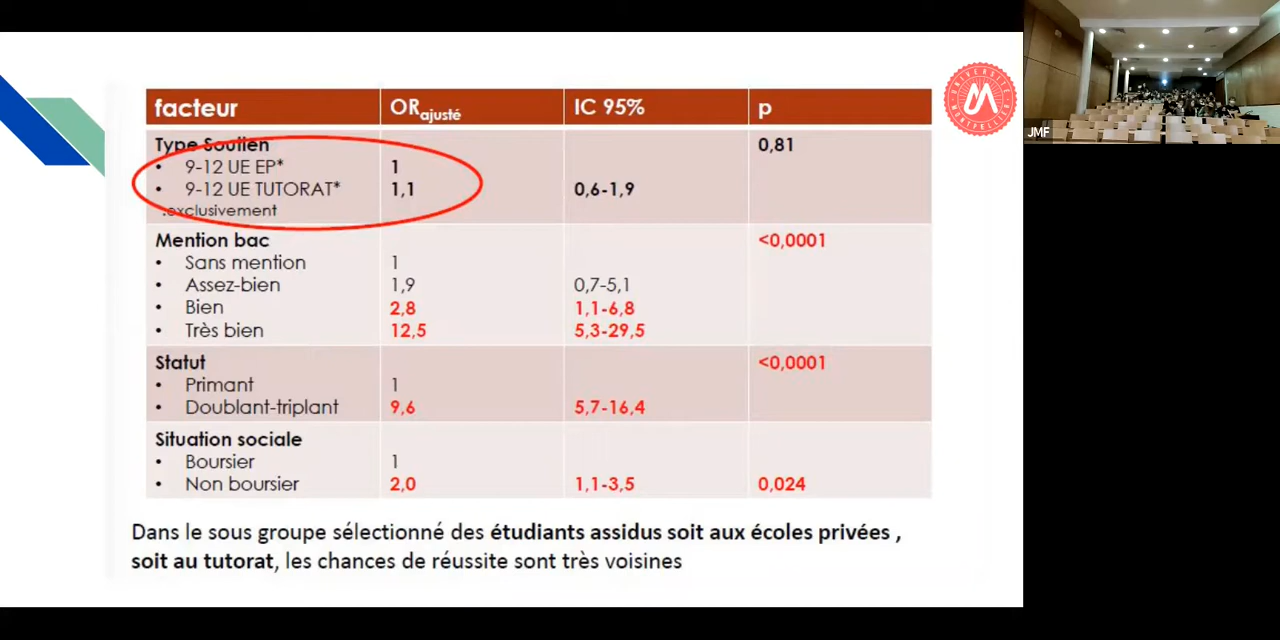 facteur ORajusté IC 95% p
Type Soutien 0,81
• 9-12 UE EP* 1
• 9-12 UE TUTORAT* 1,1 0,6-1,9
.exclusivement
Mention bac <0,0001
• Sans mention 1
• Assez-bien 1,9 0,7-5,1
• Bien 2,8 1,1-6,8
• Très bien 12,5 5,3-29,5
Statut <0,0001
• Primant 1
• Doublant-triplant 9,6 5,7-16,4
Situation sociale
• Boursier 1
• Non boursier 2,0 1,1-3,5 0,024
Dans le sous groupe sélectionné des étudiants assidus soit aux écoles privées ,
soit au tutorat, les chances de réussite sont très voisines
UNIVERSITÉ
MONTPELLIER
JMF